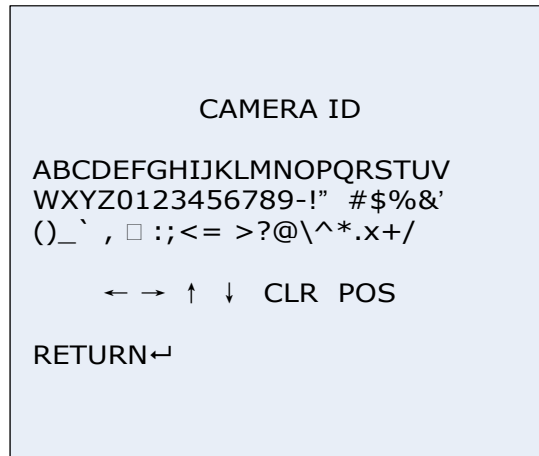 CAMERA ID
ABCDEFGHIJKLMNOPQRSTUV
WXYZ0123456789-!” #$%&’
()_` , □ :;<= >?@\^*.x+/
← → ↑ ↓ CLR POS
RETURN↵